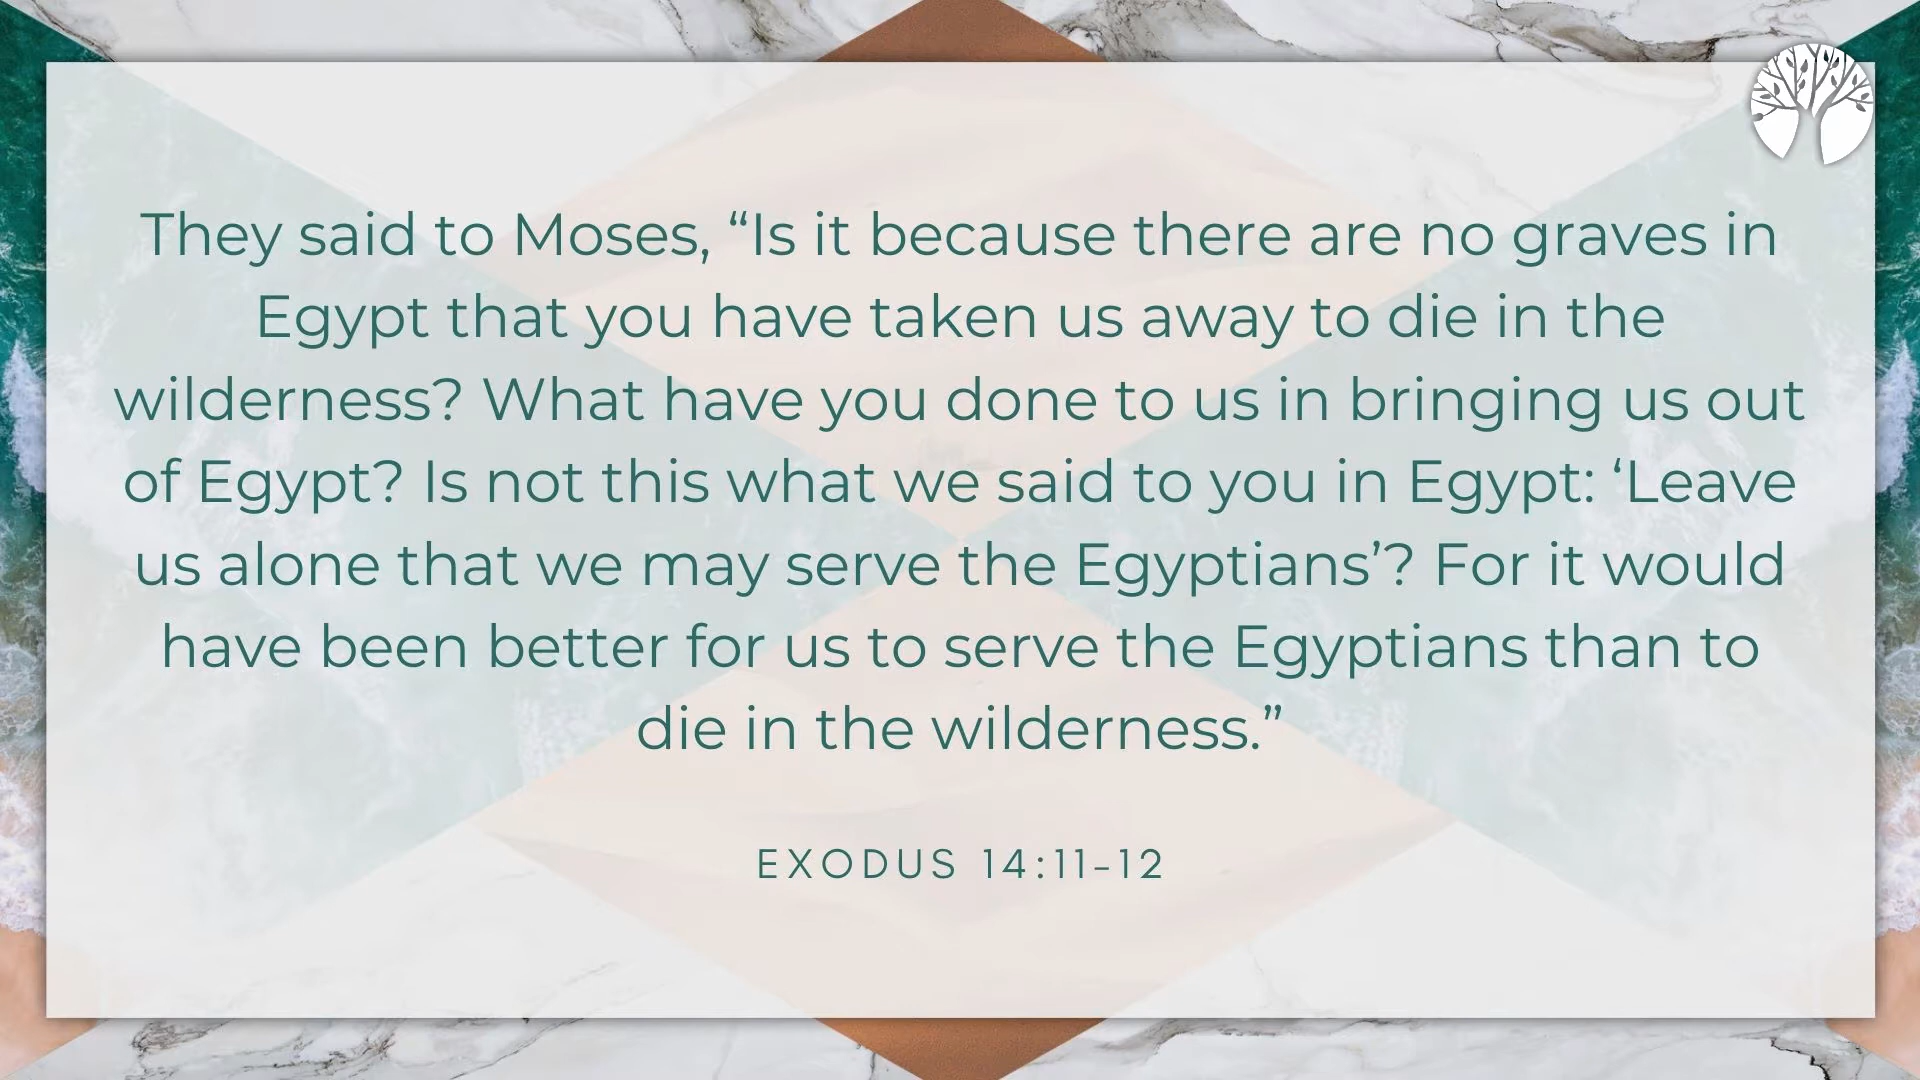 They said to Moses, “Is it because there are no graves in
Egypt that you have taken us away to die in the
wilderness? What have you done to us in bringing us out
of Egypt? Is not this what we said to you in Egypt: ‘Leave
us alone that we may serve the Egyptians’? For it would
have been better for us to serve the Egyptians than to
die in the wilderness.”
EXODUS 14:11-12